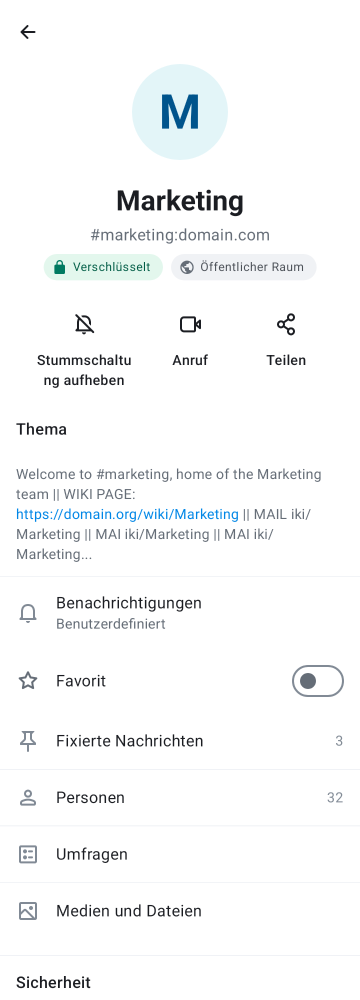 M
Marketing
#marketing:domain.com
Verschlüsselt
Öffentlicher Raum
Stummschaltu
ng aufheben
Anruf
Teilen
Thema
Welcome to #marketing, home of the Marketing
team || WIKI PAGE:
https://domain.org/wiki/Marketing || MAIL iki/
Marketing || MAI iki/Marketing || MAI iki/
Marketing...
Benachrichtigungen
Benutzerdefiniert
Favorit
Fixierte Nachrichten 3
Personen 32
Umfragen
Medien und Dateien
Sicherheit